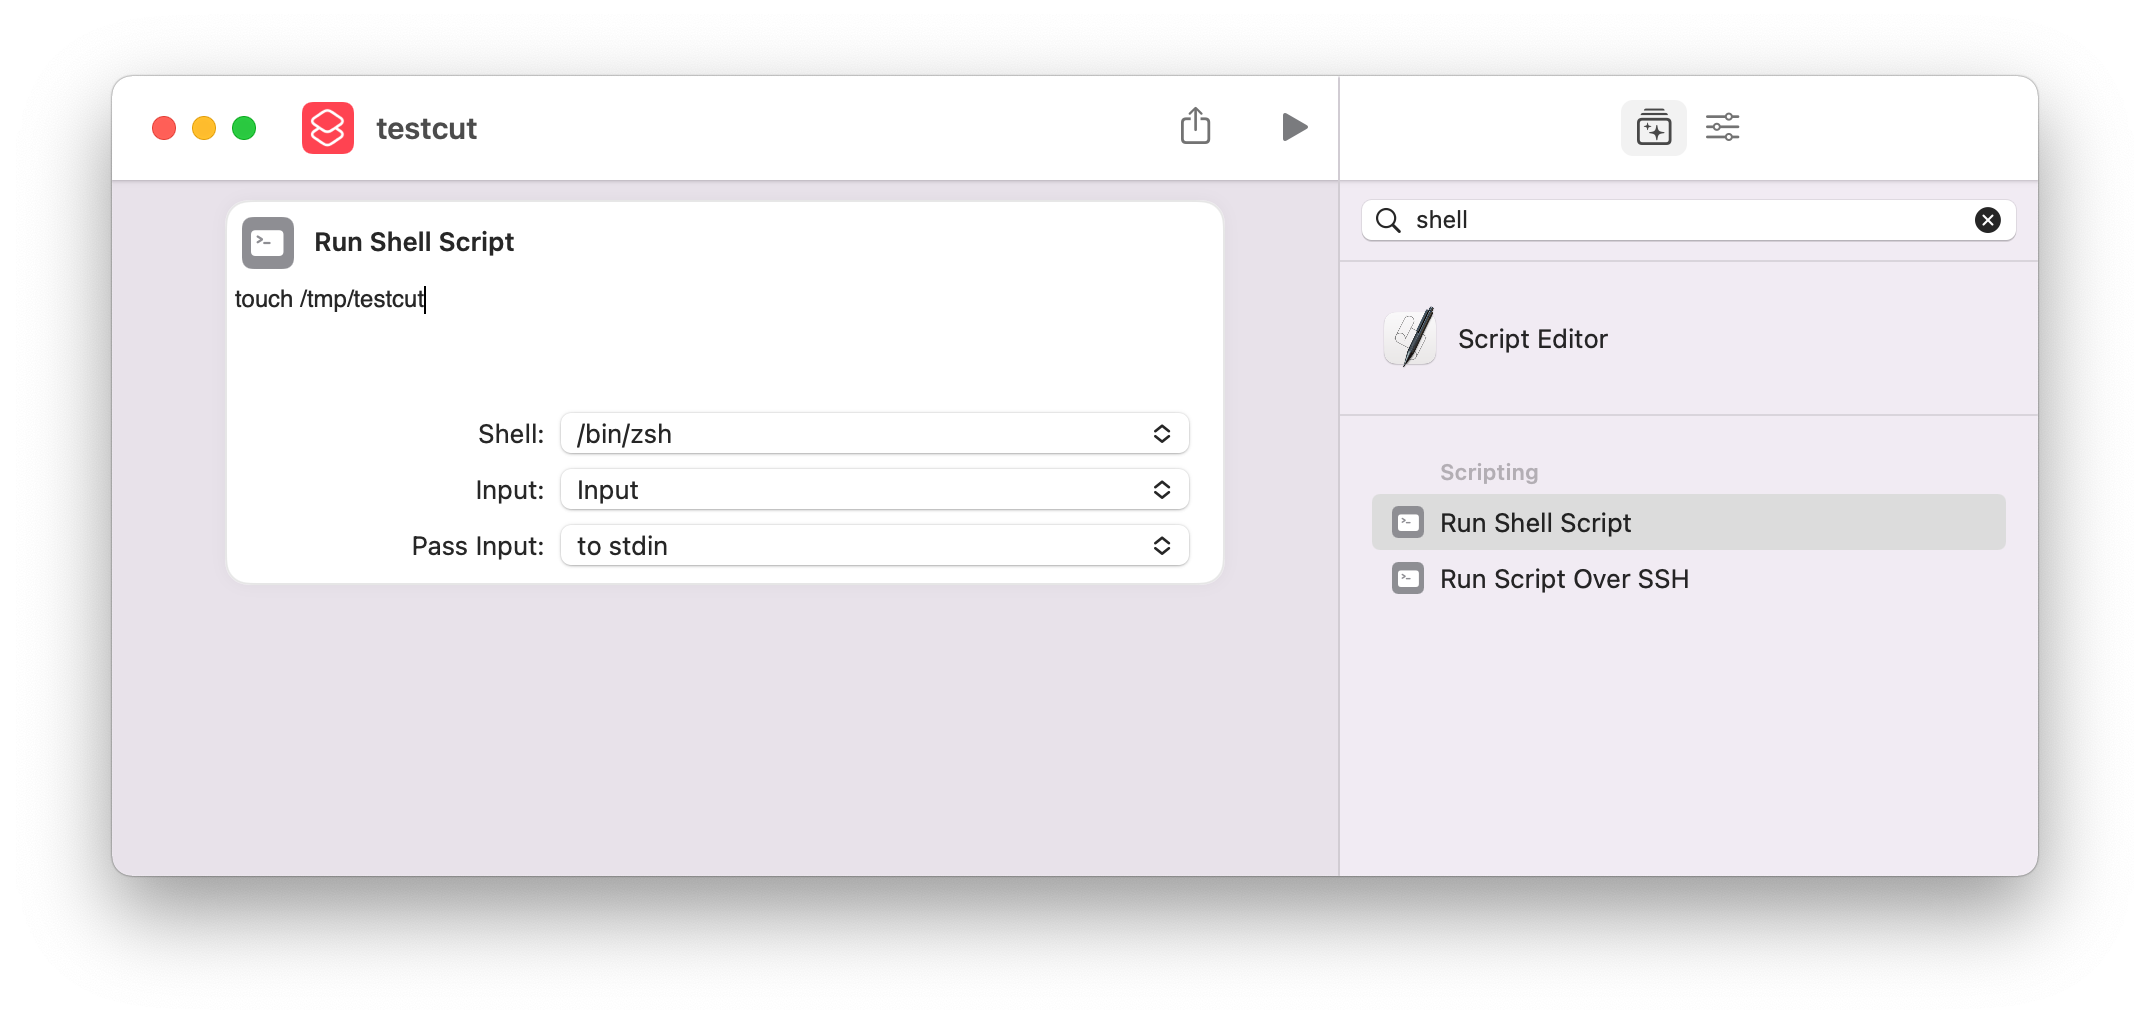 testcut
Run Shell Script
touch /tmp/testcut
Shell: /bin/zsh
Input: Input
Pass Input: to stdin
shell
Script Editor
Scripting
Run Shell Script
Run Script Over SSH